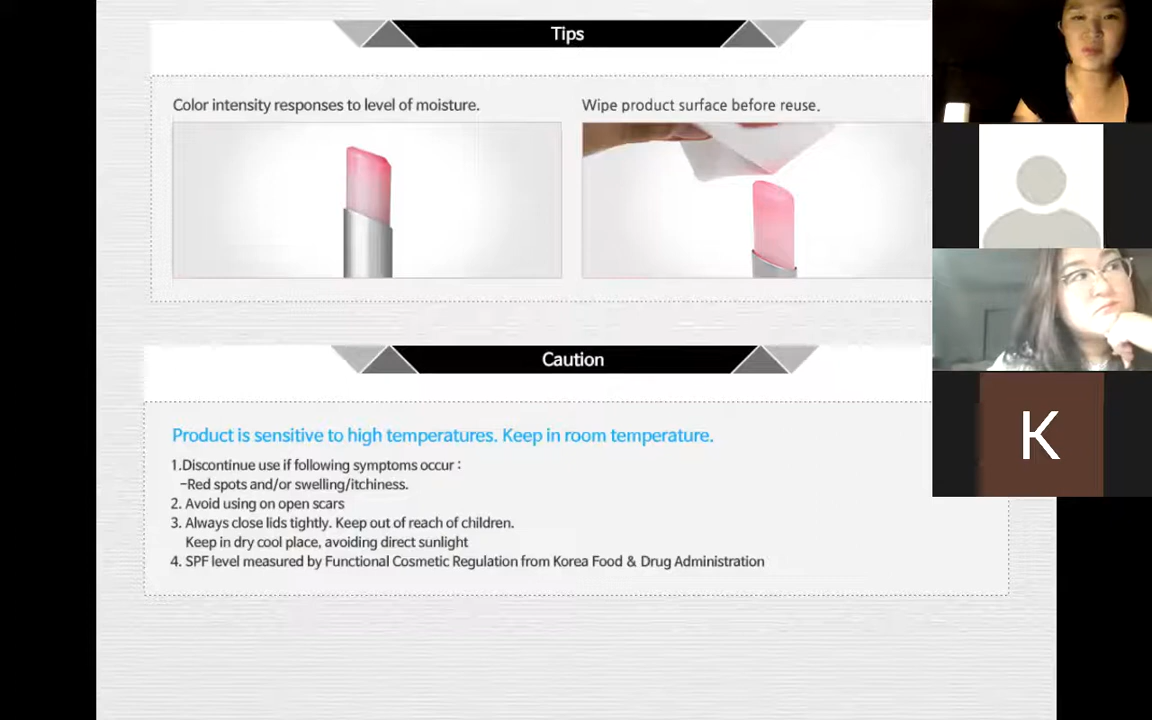 Tips
Color intensity responses to level of moisture.
Wipe product surface before reuse.
Caution
Product is sensitive to high temperatures. Keep in room temperature.
1.Discontinue use if following symptoms occur :
-Red spots and/or swelling/itchiness.
2. Avoid using on open scars
3. Always close lids tightly. Keep out of reach of children.
Keep in dry cool place, avoiding direct sunlight
4. SPF level measured by Functional Cosmetic Regulation from Korea Food & Drug Administration
K